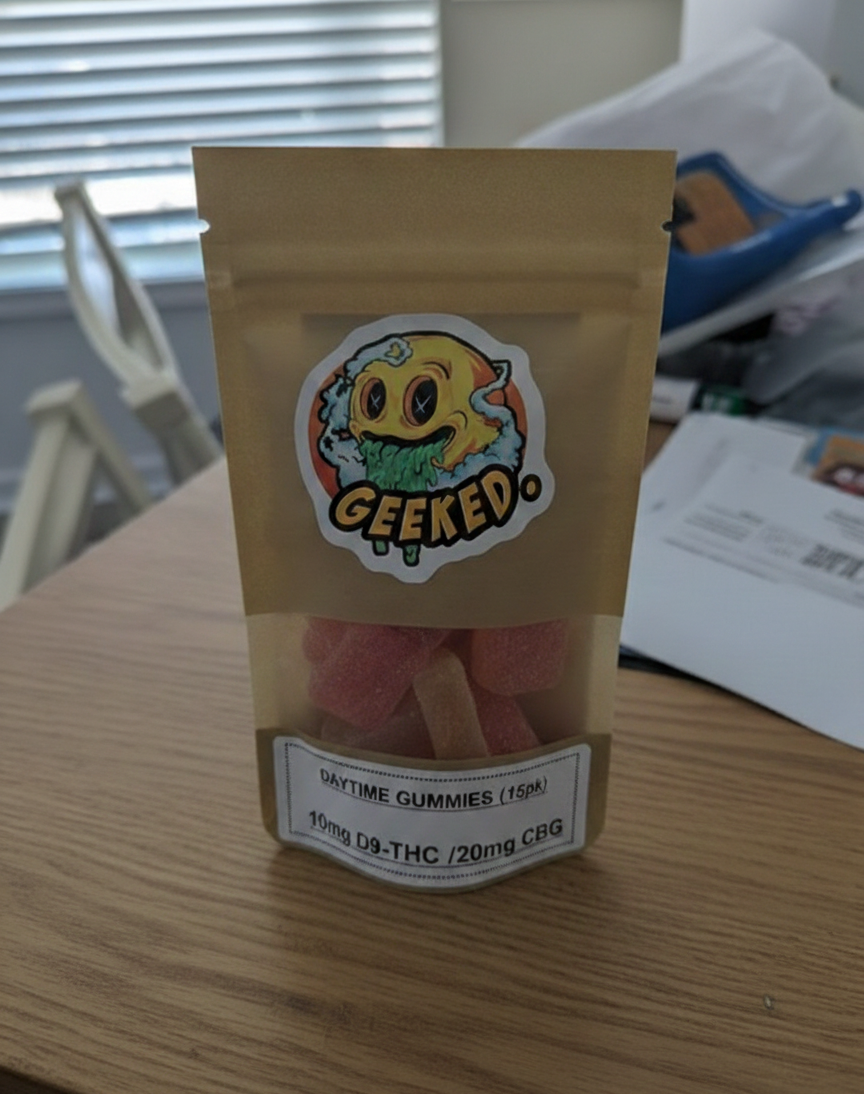 GEEKED
DAYTIME GUMMIES (15pk)
10mg D9-THC /20mg CBG